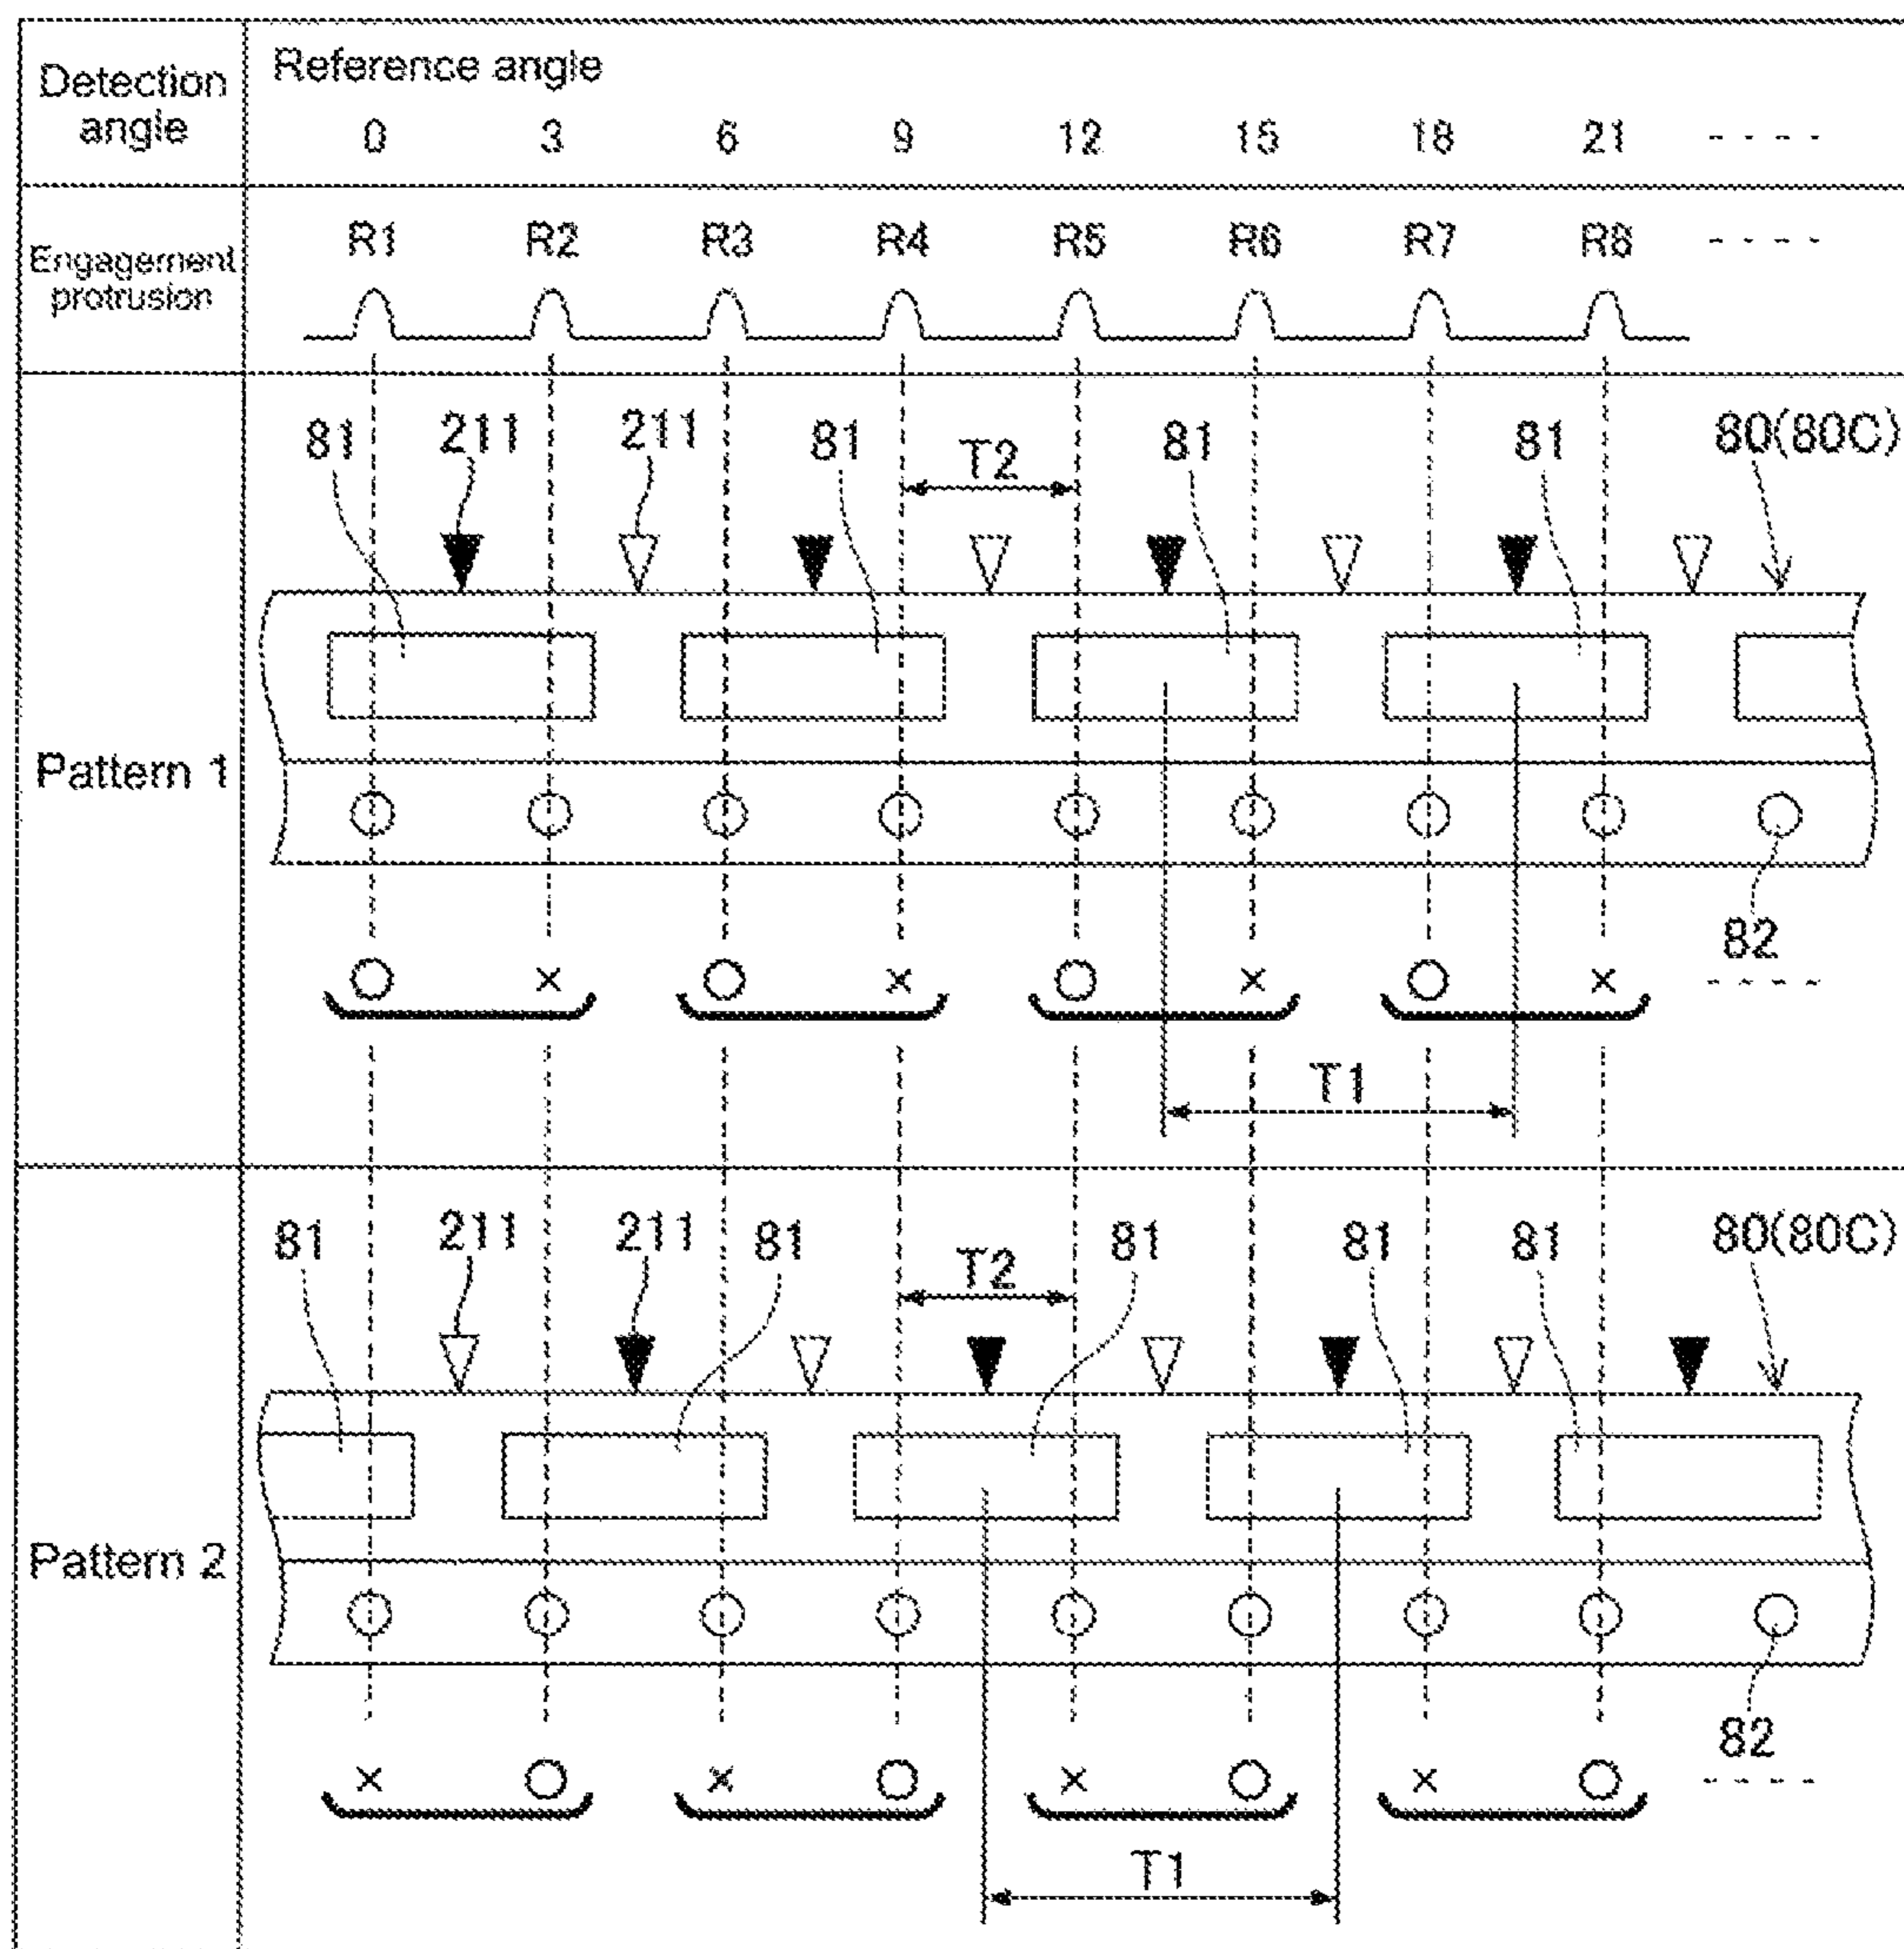 Detection angle
Reference angle
0 3 6 9 12 15 18 21 - - - -
Engagement protrusion
R1 R2 R3 R4 R5 R6 R7 R8 - - - -
Pattern 1
81 211 211 81 T2 81 81 80(80C)
82
○ × ○ × ○ × ○ × - - - -
T1
Pattern 2
81 211 211 81 T2 81 81 81 80(80C)
82
× ○ × ○ × ○ × ○ - - - -
T1